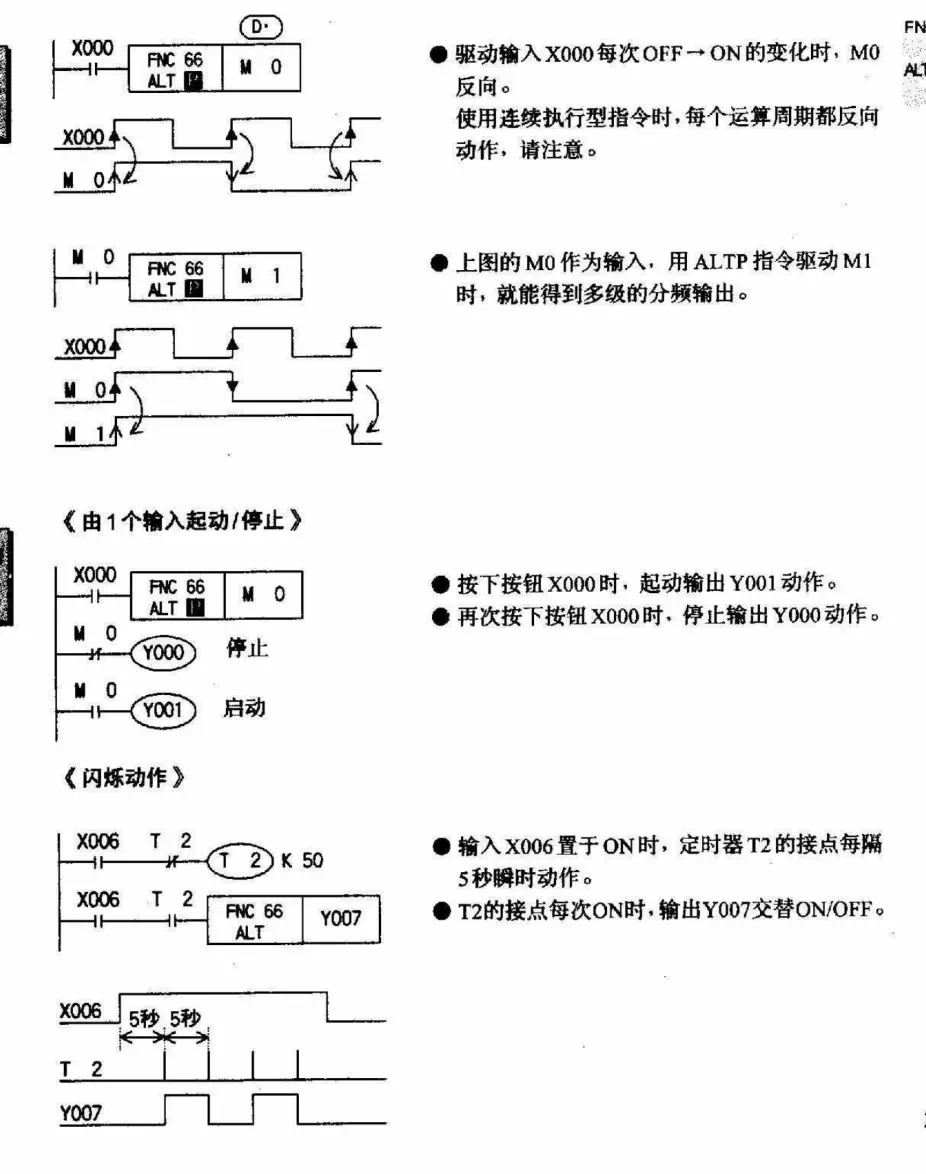 FN
ALT
D·
X000
FNC 66
ALT P
M 0
X000
M 0
● 驱动输入X000每次OFF→ON的变化时，M0
反向。
使用连续执行型指令时，每个运算周期都反向
动作，请注意。
M 0
FNC 66
ALT P
M 1
X000
M 0
M 1
● 上图的M0作为输入，用ALTP指令驱动M1
时，就能得到多级的分频输出。
《由1个输入起动/停止》
X000
FNC 66
ALT P
M 0
M 0
Y000 停止
M 0
Y001 启动
● 按下按钮X000时，起动输出Y001动作。
● 再次按下按钮X000时，停止输出Y000动作。
《闪烁动作》
X006 T 2
T 2 K 50
X006 T 2
FNC 66
ALT
Y007
● 输入X006置于ON时，定时器T2的接点每隔
5秒瞬时动作。
● T2的接点每次ON时，输出Y007交替ON/OFF。
X006
5秒 5秒
T 2
Y007